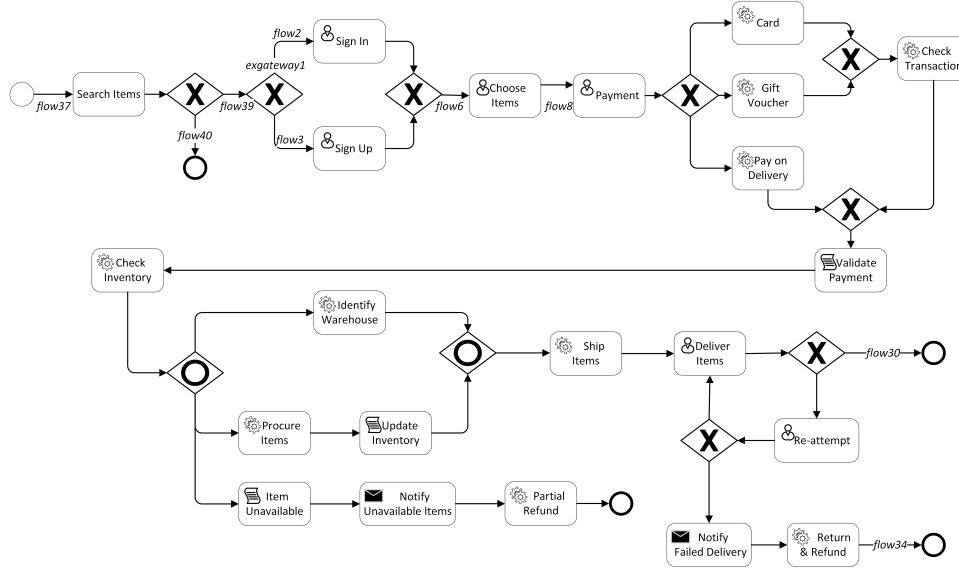 flow37
Search Items
flow39
flow40
exgateway1
flow2
Sign In
flow3
Sign Up
flow6
Choose
Items
flow8
Payment
Card
Gift
Voucher
Pay on
Delivery
Check
Transaction
Validate
Payment
Check
Inventory
Identify
Warehouse
Procure
Items
Update
Inventory
Item
Unavailable
Notify
Unavailable Items
Partial
Refund
Ship
Items
Deliver
Items
flow30
Re-attempt
Notify
Failed Delivery
Return
& Refund
flow34